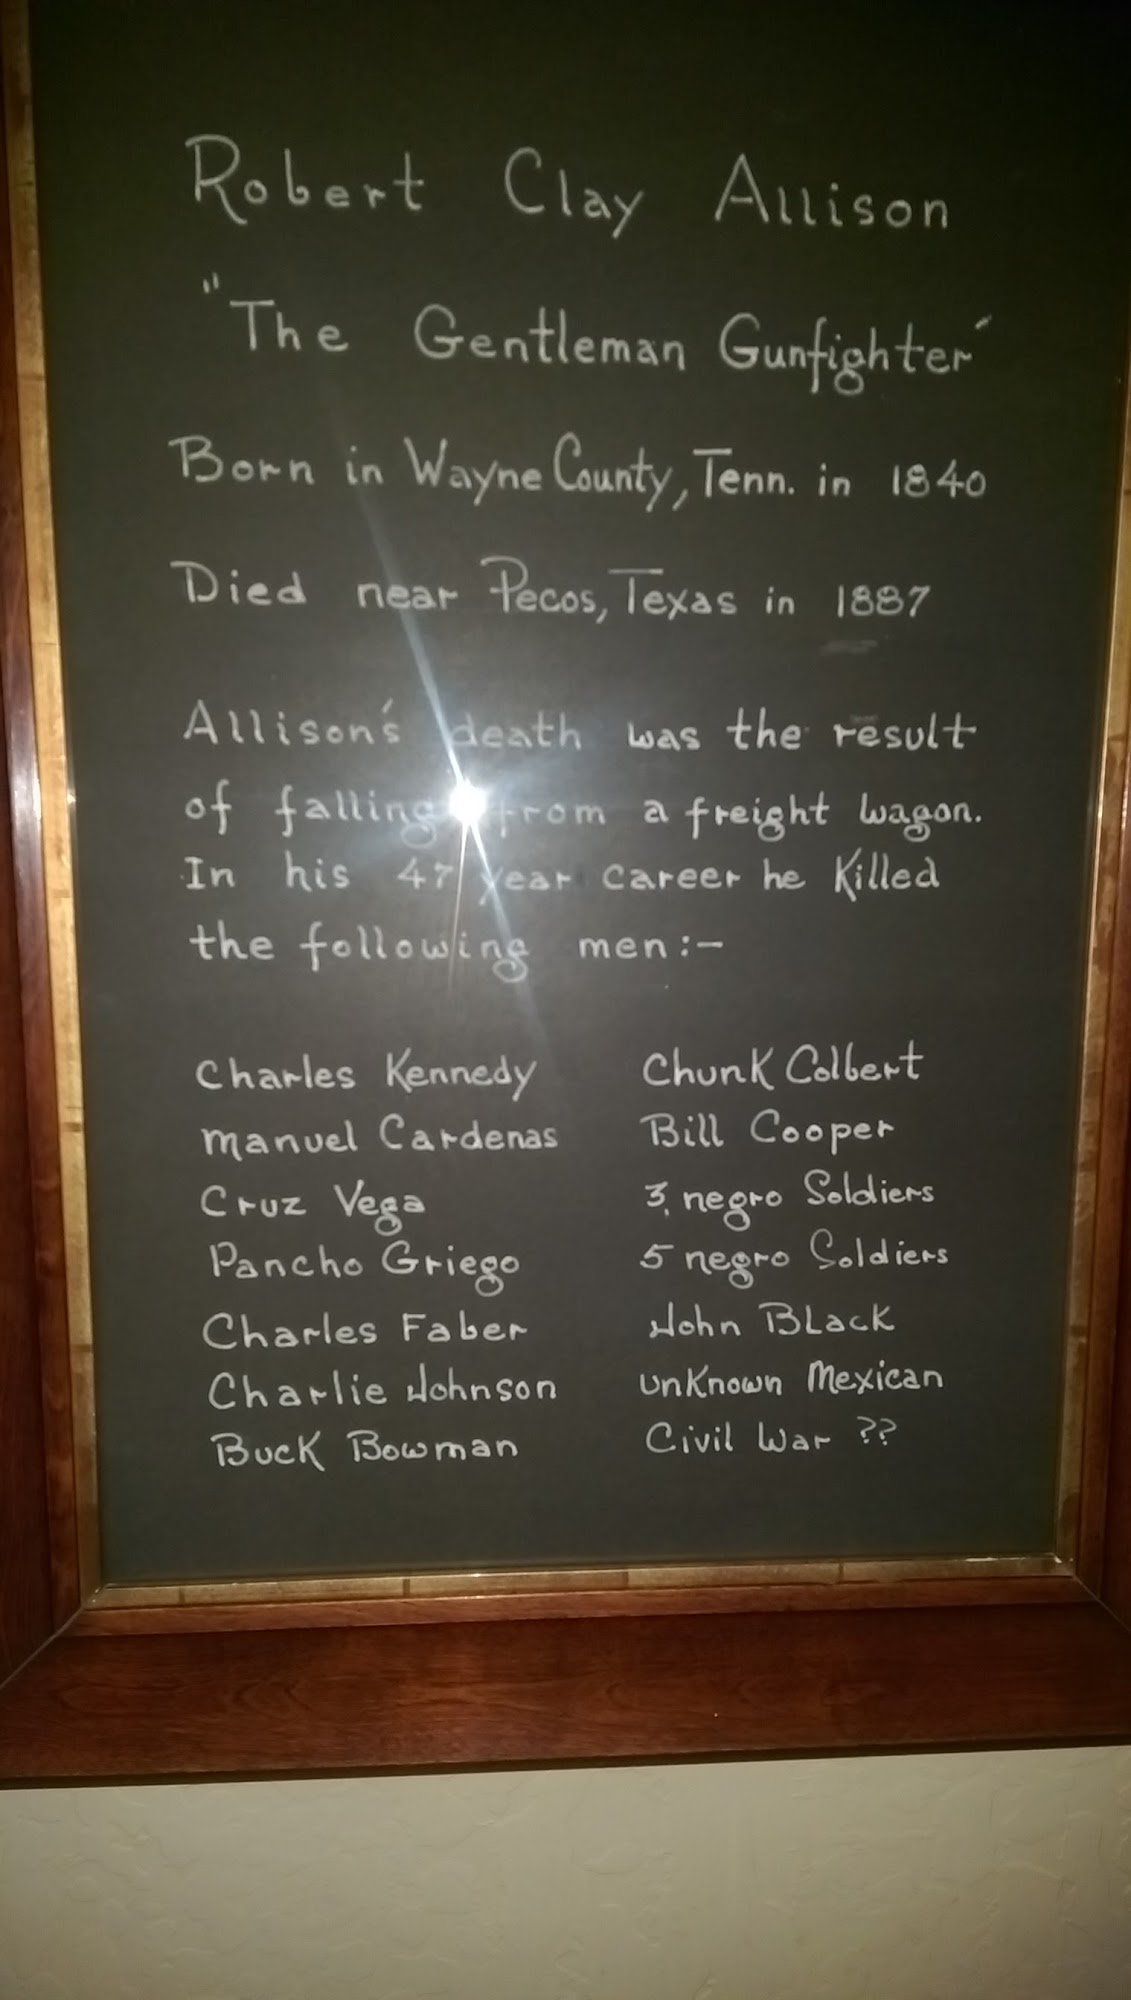 Robert Clay Allison
"The Gentleman Gunfighter"
Born in Wayne County, Tenn. in 1840
Died near Pecos, Texas in 1887
Allison's death was the result
of falling from a freight wagon.
In his 47 year career he Killed
the following men:-
Charles Kennedy
Manuel Cardenas
Cruz Vega
Pancho Griego
Charles Faber
Charlie Johnson
Buck Bowman
Chunk Colbert
Bill Cooper
3, negro Soldiers
5 negro Soldiers
John Black
unknown Mexican
Civil War ??